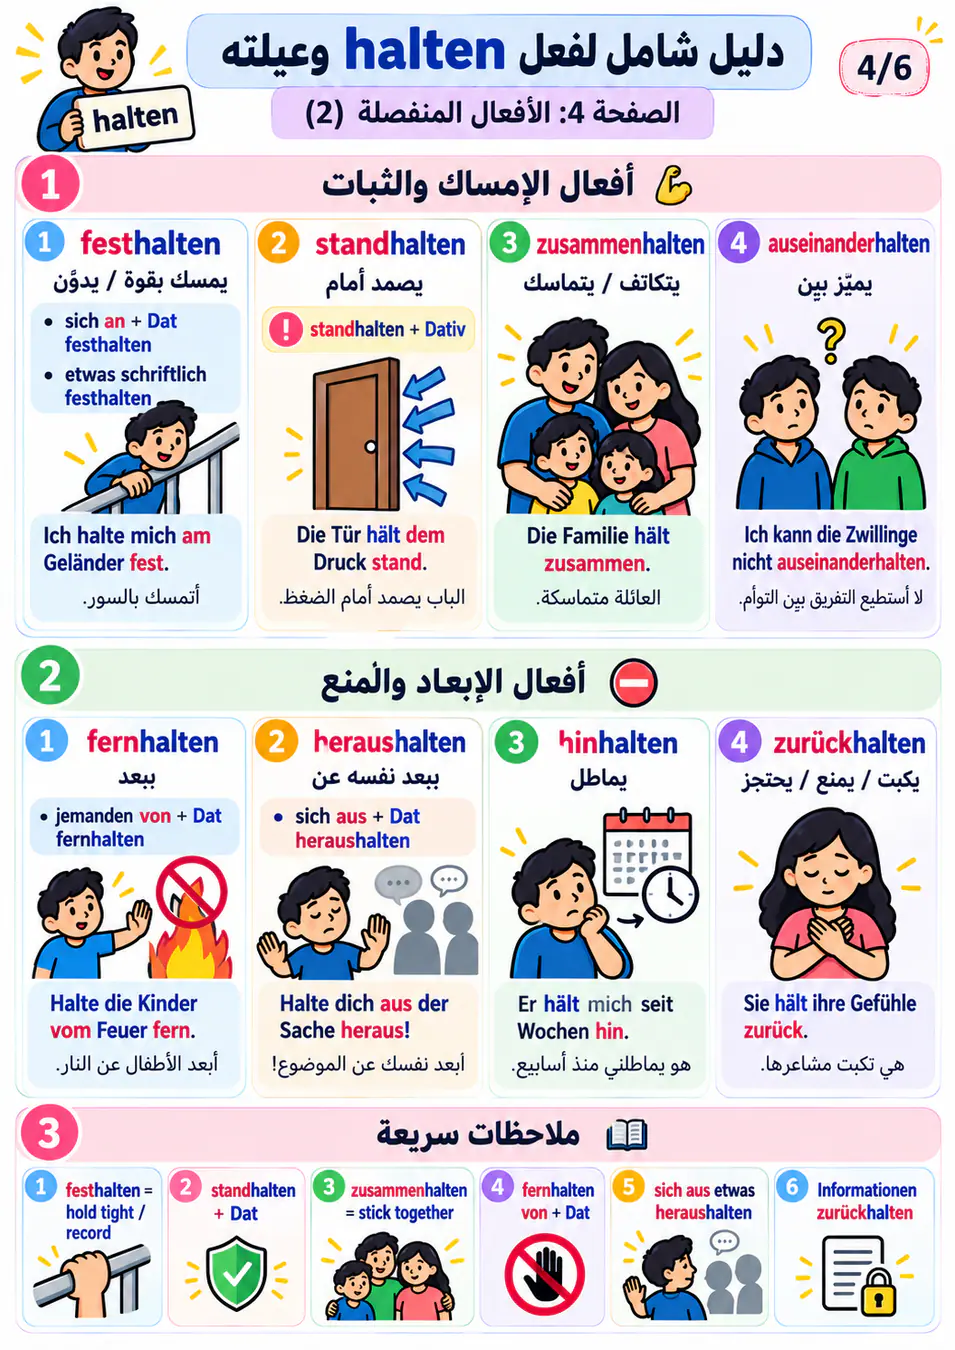 دليل شامل لفعل halten وعيلته
4/6
halten
الصفحة 4: الأفعال المنفصلة (2)
1
أفعال الإمساك والثبات
1 festhalten
يمسك بقوة / يدوَّن
• sich an + Dat
festhalten
• etwas schriftlich
festhalten
Ich halte mich am
Geländer fest.
أتمسك بالسور.
2 standhalten
يصمد أمام
! standhalten + Dativ
Die Tür hält dem
Druck stand.
الباب يصمد أمام الضغط.
3 zusammenhalten
يتكاتف / يتماسك
Die Familie hält
zusammen.
العائلة متماسكة.
4 auseinanderhalten
يميّز بين
?
Ich kann die Zwillinge
nicht auseinanderhalten.
لا أستطيع التفريق بين التوأم.
2
أفعال الإبعاد والمنع
1 fernhalten
ببعد
• jemanden von + Dat
fernhalten
Halte die Kinder
vom Feuer fern.
أبعد الأطفال عن النار.
2 heraushalten
ببعد نفسه عن
• sich aus + Dat
heraushalten
Halte dich aus der
Sache heraus!
أبعد نفسك عن الموضوع!
3 hinhalten
يماطل
Er hält mich seit
Wochen hin.
هو يماطلني منذ أسابيع.
4 zurückhalten
يكبت / يمنع / يحتجز
Sie hält ihre Gefühle
zurück.
هي تكبت مشاعرها.
3
ملاحظات سريعة
1 festhalten =
hold tight /
record
2 standhalten
+ Dat
3 zusammenhalten
= stick together
4 fernhalten
von + Dat
5 sich aus etwas
heraushalten
6 Informationen
zurückhalten